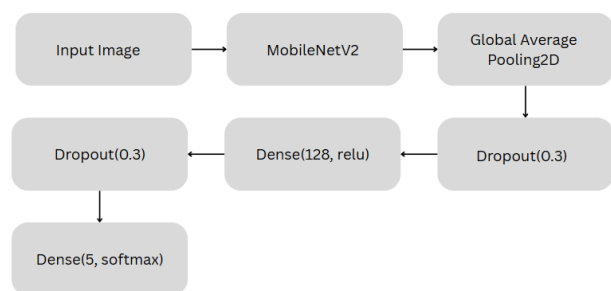 Input Image
MobileNetV2
Global Average
Pooling2D
Dropout(0.3)
Dense(128, relu)
Dropout(0.3)
Dense(5, softmax)